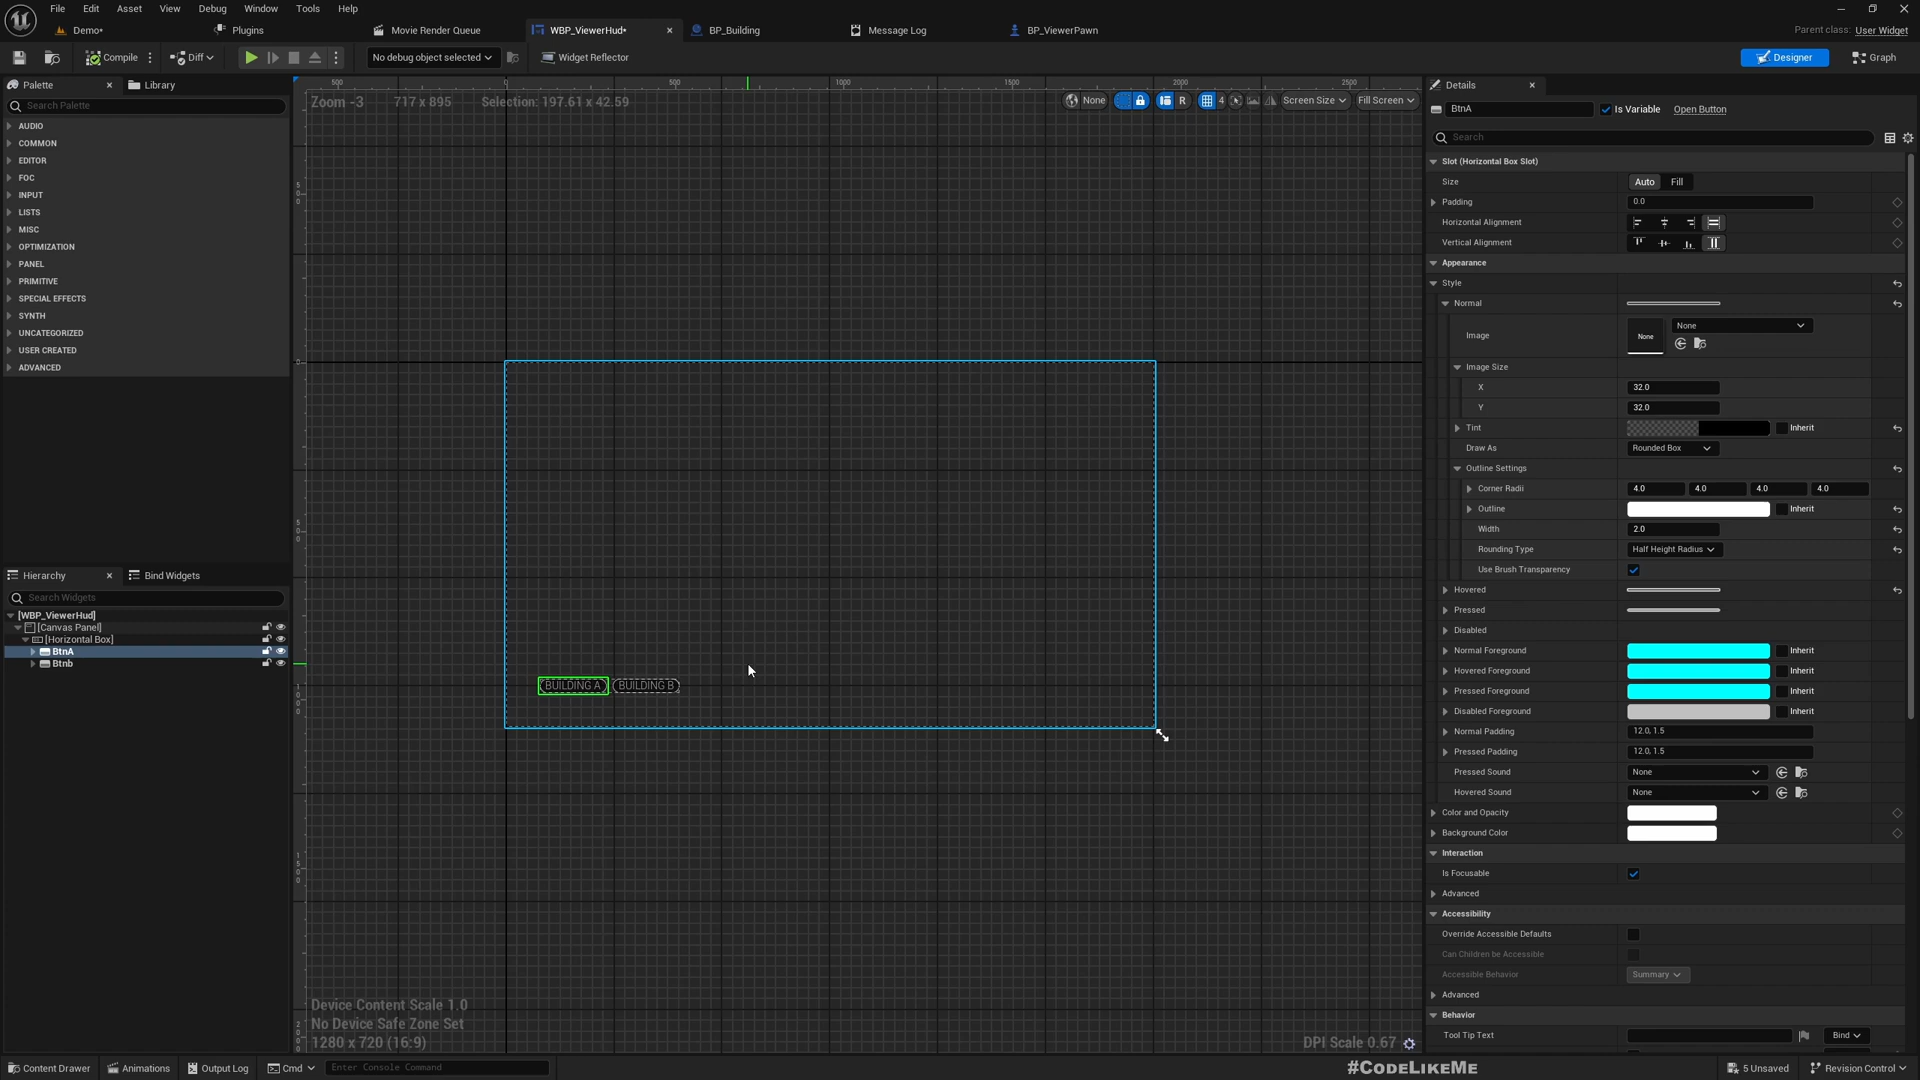 File Edit Asset View Debug Window Tools Help
Demo* Plugins Movie Render Queue WBP_ViewerHud* BP_Building Message Log BP_ViewerPawn Parent class: User Widget
Compile Diff No debug object selected Widget Reflector Designer Graph
Palette Library
Search Palette
AUDIO
COMMON
EDITOR
FOC
INPUT
LISTS
MISC
OPTIMIZATION
PANEL
PRIMITIVE
SPECIAL EFFECTS
SYNTH
UNCATEGORIZED
USER CREATED
ADVANCED
Hierarchy Bind Widgets
Search Widgets
[WBP_ViewerHud]
[Canvas Panel]
[Horizontal Box]
BtnA
Btnb
500 0 500 1000 1500 2000 2500
Zoom -3 717 x 895 Selection: 197.61 x 42.59 None R 4 Screen Size Fill Screen
BUILDING A BUILDING B
Device Content Scale 1.0
No Device Safe Zone Set
1280 x 720 (16:9) DPI Scale 0.67
Details
BtnA Is Variable Open Button
Search
Slot (Horizontal Box Slot)
Size Auto Fill
Padding 0.0
Horizontal Alignment
Vertical Alignment
Appearance
Style
Normal
Image None None
Image Size
X 32.0
Y 32.0
Tint Inherit
Draw As Rounded Box
Outline Settings
Corner Radii 4.0 4.0 4.0 4.0
Outline Inherit
Width 2.0
Rounding Type Half Height Radius
Use Brush Transparency
Hovered
Pressed
Disabled
Normal Foreground Inherit
Hovered Foreground Inherit
Pressed Foreground Inherit
Disabled Foreground Inherit
Normal Padding 12.0, 1.5
Pressed Padding 12.0, 1.5
Pressed Sound None
Hovered Sound None
Color and Opacity
Background Color
Interaction
Is Focusable
Advanced
Accessibility
Override Accessible Defaults
Can Children be Accessible
Accessible Behavior Summary
Advanced
Behavior
Tool Tip Text Bind
Content Drawer Animations Output Log Cmd Enter Console Command #CodeLikeMe 5 Unsaved Revision Control